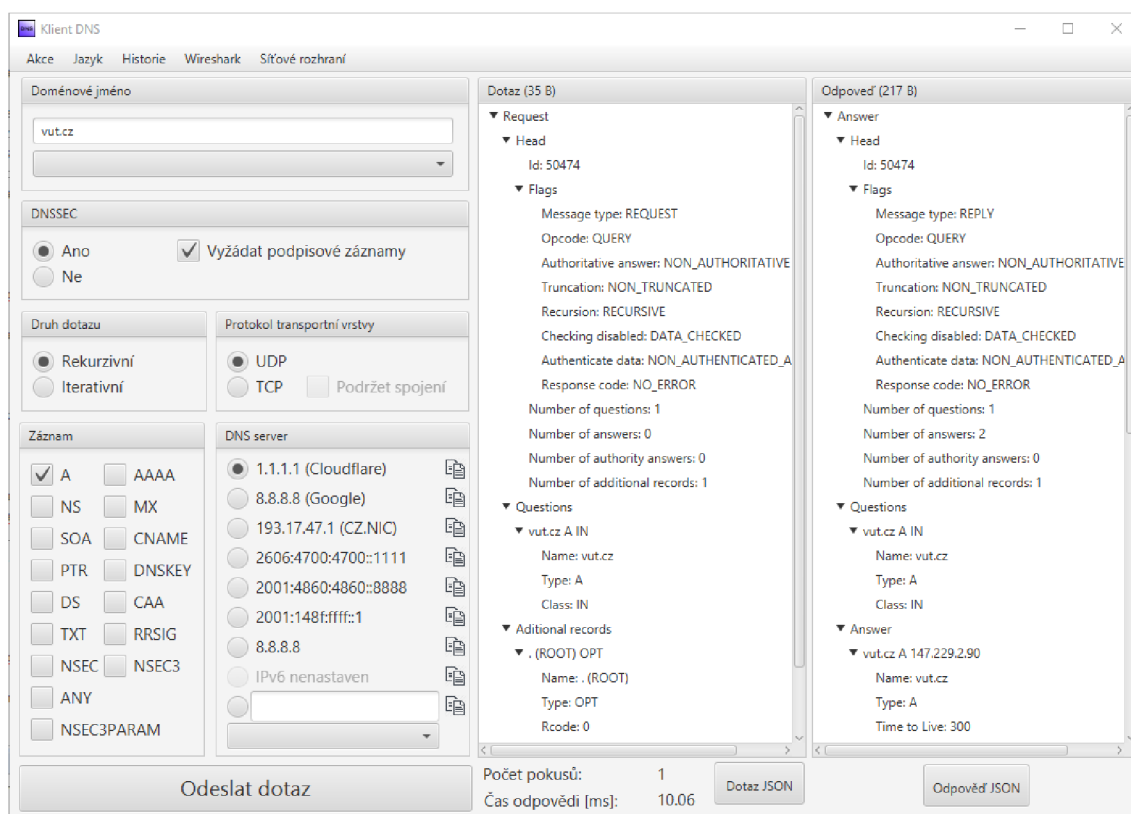 Klient DNS
Akce Jazyk Historie Wireshark Síťové rozhraní
Doménové jméno
vut.cz
DNSSEC
Ano
Vyžádat podpisové záznamy
Ne
Druh dotazu
Rekurzivní
Iterativní
Protokol transportní vrstvy
UDP
TCP Podržet spojení
Záznam
A AAAA
NS MX
SOA CNAME
PTR DNSKEY
DS CAA
TXT RRSIG
NSEC NSEC3
ANY
NSEC3PARAM
DNS server
1.1.1.1 (Cloudflare)
8.8.8.8 (Google)
193.17.47.1 (CZ.NIC)
2606:4700:4700::1111
2001:4860:4860::8888
2001:148f:ffff::1
8.8.8.8
IPv6 nenastaven
Odeslat dotaz
Dotaz (35 B)
Request
Head
Id: 50474
Flags
Message type: REQUEST
Opcode: QUERY
Authoritative answer: NON_AUTHORITATIVE
Truncation: NON_TRUNCATED
Recursion: RECURSIVE
Checking disabled: DATA_CHECKED
Authenticate data: NON_AUTHENTICATED_A
Response code: NO_ERROR
Number of questions: 1
Number of answers: 0
Number of authority answers: 0
Number of additional records: 1
Questions
vut.cz A IN
Name: vut.cz
Type: A
Class: IN
Aditional records
. (ROOT) OPT
Name: . (ROOT)
Type: OPT
Rcode: 0
Počet pokusů: 1
Čas odpovědi [ms]: 10.06
Dotaz JSON
Odpoveď (217 B)
Answer
Head
Id: 50474
Flags
Message type: REPLY
Opcode: QUERY
Authoritative answer: NON_AUTHORITATIVE
Truncation: NON_TRUNCATED
Recursion: RECURSIVE
Checking disabled: DATA_CHECKED
Authenticate data: NON_AUTHENTICATED_A
Response code: NO_ERROR
Number of questions: 1
Number of answers: 2
Number of authority answers: 0
Number of additional records: 1
Questions
vut.cz A IN
Name: vut.cz
Type: A
Class: IN
Answer
vut.cz A 147.229.2.90
Name: vut.cz
Type: A
Time to Live: 300
Odpověď JSON